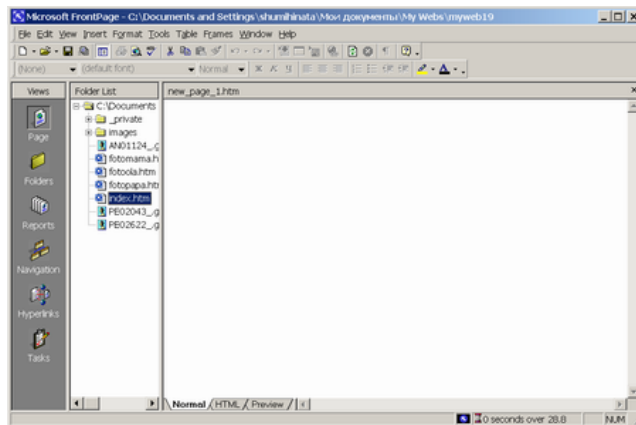 Microsoft FrontPage - C:\Documents and Settings\shumihinata\Мои документы\My Webs\myweb19
File Edit View Insert Format Tools Table Frames Window Help
(None) (default font) Normal Ж К Ч
Views
Page
Folders
Reports
Navigation
Hyperlinks
Tasks
Folder List
C:\Documents
_private
images
AN01124_.g
fotomama.h
fotoola.htm
fotopapa.htm
index.htm
PE02043_.g
PE02622_.g
new_page_1.htm
Normal HTML Preview
0 seconds over 28.8 NUM